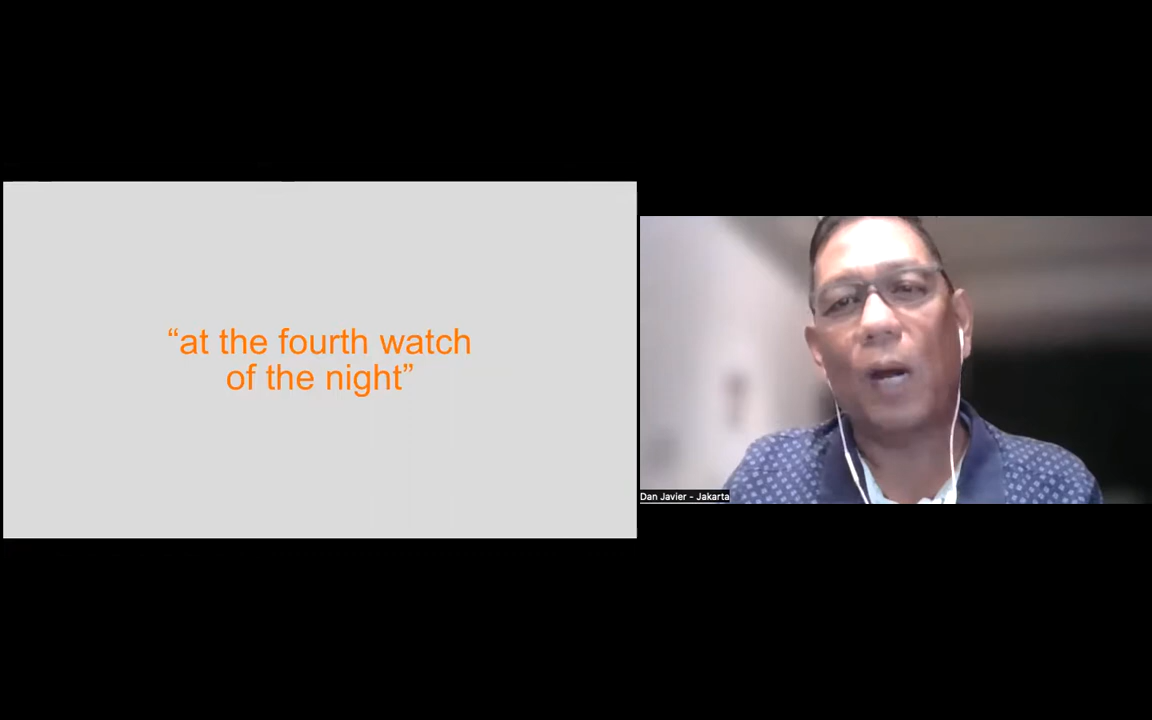 “at the fourth watch
of the night”
Dan Javier - Jakarta